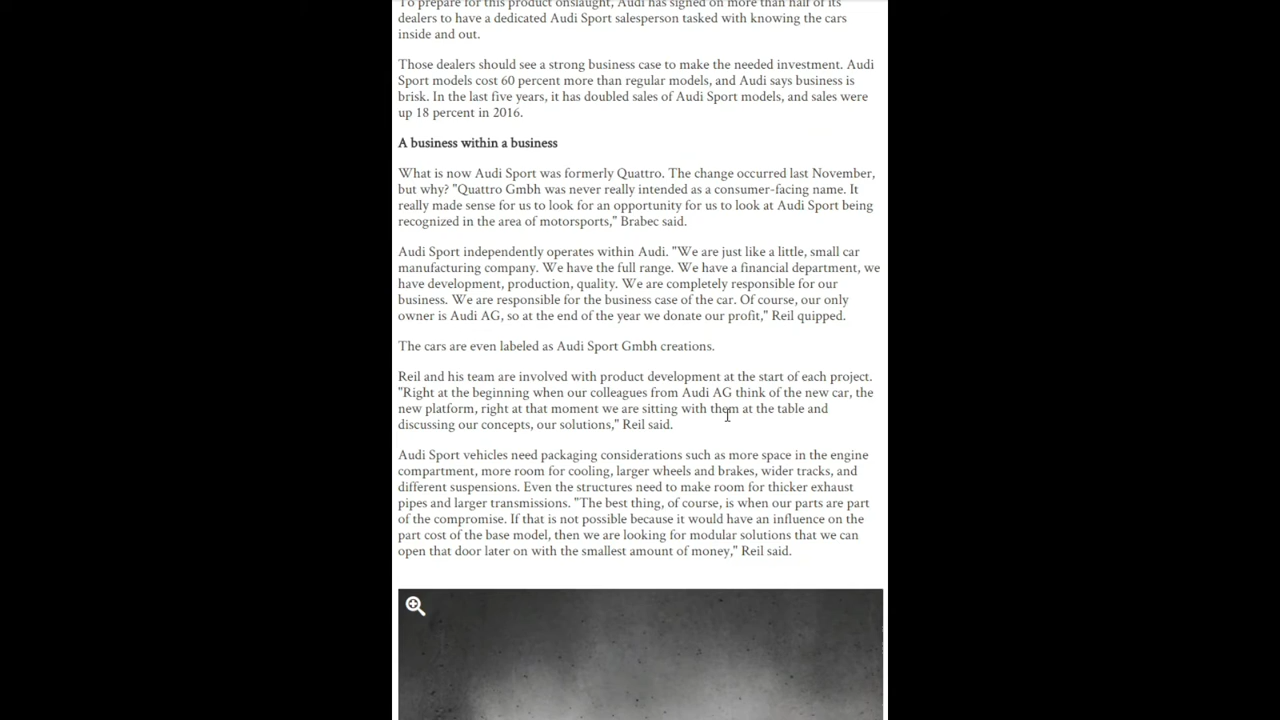 To prepare for this product onslaught, Audi has signed on more than half of its
dealers to have a dedicated Audi Sport salesperson tasked with knowing the cars
inside and out.
Those dealers should see a strong business case to make the needed investment. Audi
Sport models cost 60 percent more than regular models, and Audi says business is
brisk. In the last five years, it has doubled sales of Audi Sport models, and sales were
up 18 percent in 2016.
A business within a business
What is now Audi Sport was formerly Quattro. The change occurred last November,
but why? "Quattro Gmbh was never really intended as a consumer-facing name. It
really made sense for us to look for an opportunity for us to look at Audi Sport being
recognized in the area of motorsports," Brabec said.
Audi Sport independently operates within Audi. "We are just like a little, small car
manufacturing company. We have the full range. We have a financial department, we
have development, production, quality. We are completely responsible for our
business. We are responsible for the business case of the car. Of course, our only
owner is Audi AG, so at the end of the year we donate our profit," Reil quipped.
The cars are even labeled as Audi Sport Gmbh creations.
Reil and his team are involved with product development at the start of each project.
"Right at the beginning when our colleagues from Audi AG think of the new car, the
new platform, right at that moment we are sitting with them at the table and
discussing our concepts, our solutions," Reil said.
Audi Sport vehicles need packaging considerations such as more space in the engine
compartment, more room for cooling, larger wheels and brakes, wider tracks, and
different suspensions. Even the structures need to make room for thicker exhaust
pipes and larger transmissions. "The best thing, of course, is when our parts are part
of the compromise. If that is not possible because it would have an influence on the
part cost of the base model, then we are looking for modular solutions that we can
open that door later on with the smallest amount of money," Reil said.